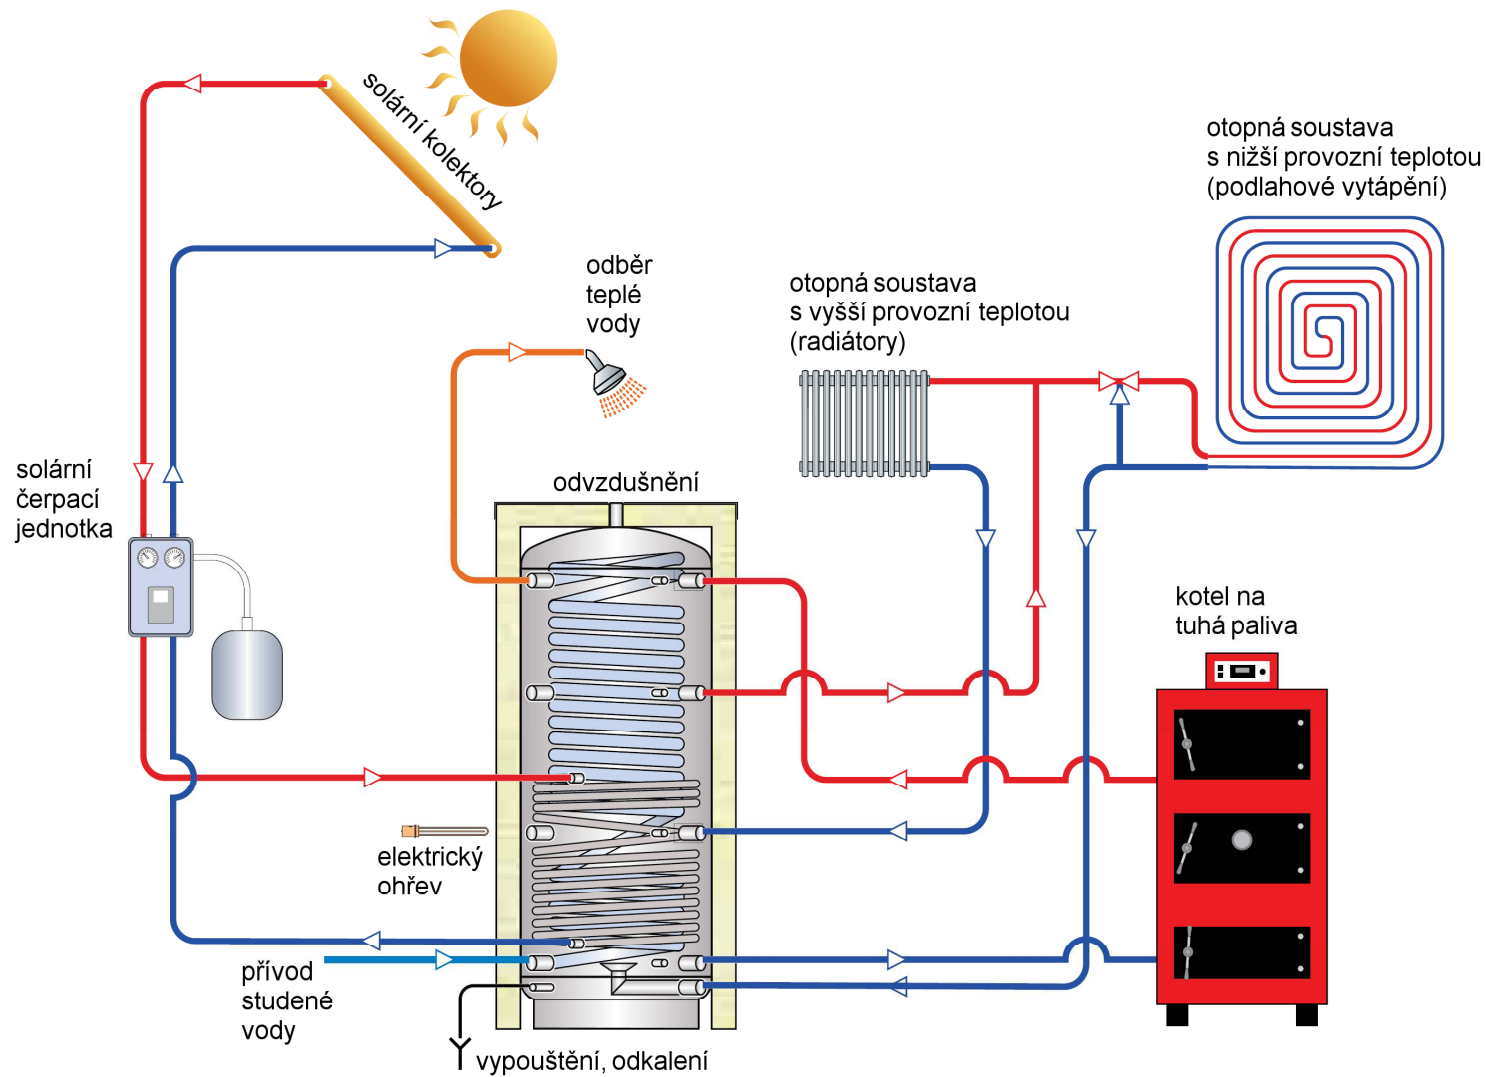 solární kolektory
otopná soustava
s nižší provozní teplotou
(podlahové vytápění)
odběr
teplé
vody
otopná soustava
s vyšší provozní teplotou
(radiátory)
solární
čerpací
jednotka
odvzdušnění
kotel na
tuhá paliva
elektrický
ohřev
přívod
studené
vody
vypouštění, odkalení